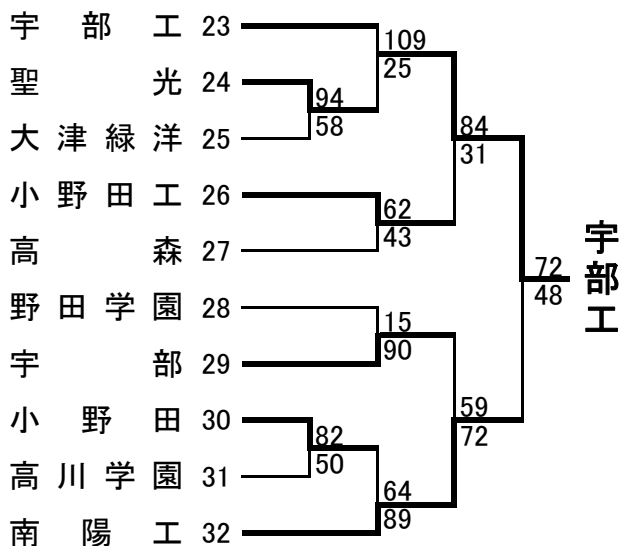 宇部工 23
聖光 24
大津緑洋 25
小野田工 26
高森 27
野田学園 28
宇部 29
小野田 30
高川学園 31
南陽工 32
94
58
82
50
109
25
62
43
15
90
64
89
84
31
59
72
72
48
宇部工